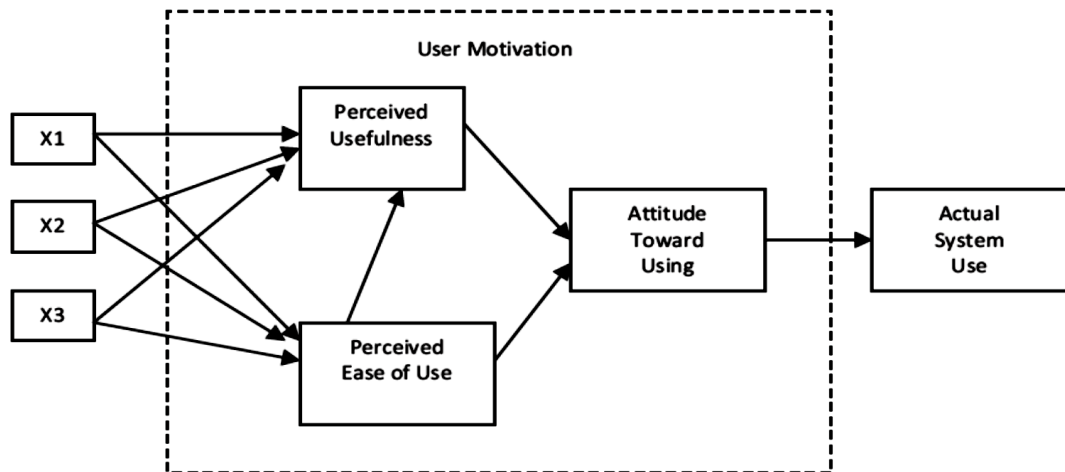 User Motivation
X1
X2
X3
Perceived
Usefulness
Perceived
Ease of Use
Attitude
Toward
Using
Actual
System
Use